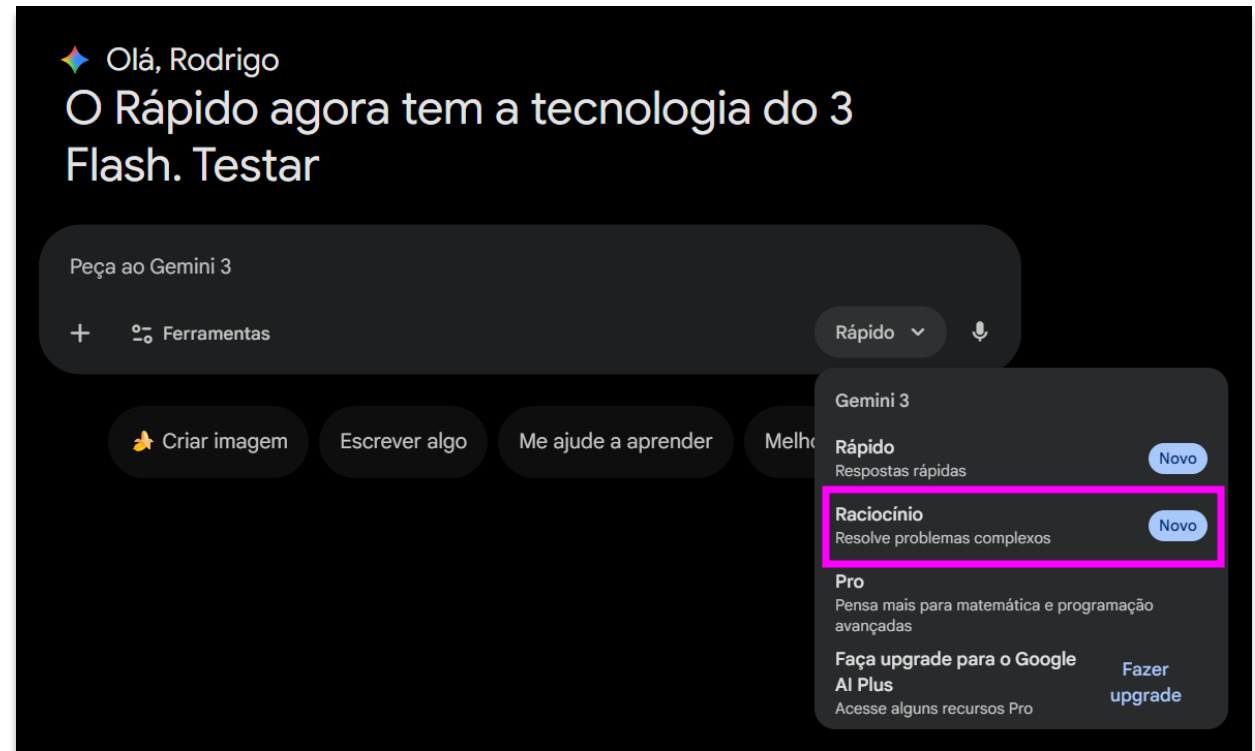 Olá, Rodrigo
O Rápido agora tem a tecnologia do 3
Flash. Testar
Peça ao Gemini 3
Ferramentas
Rápido
Criar imagem
Escrever algo
Me ajude a aprender
Gemini 3
Rápido
Respostas rápidas
Novo
Raciocínio
Resolve problemas complexos
Novo
Pro
Pensa mais para matemática e programação
avançadas
Faça upgrade para o Google
AI Plus
Acesse alguns recursos Pro
Fazer
upgrade